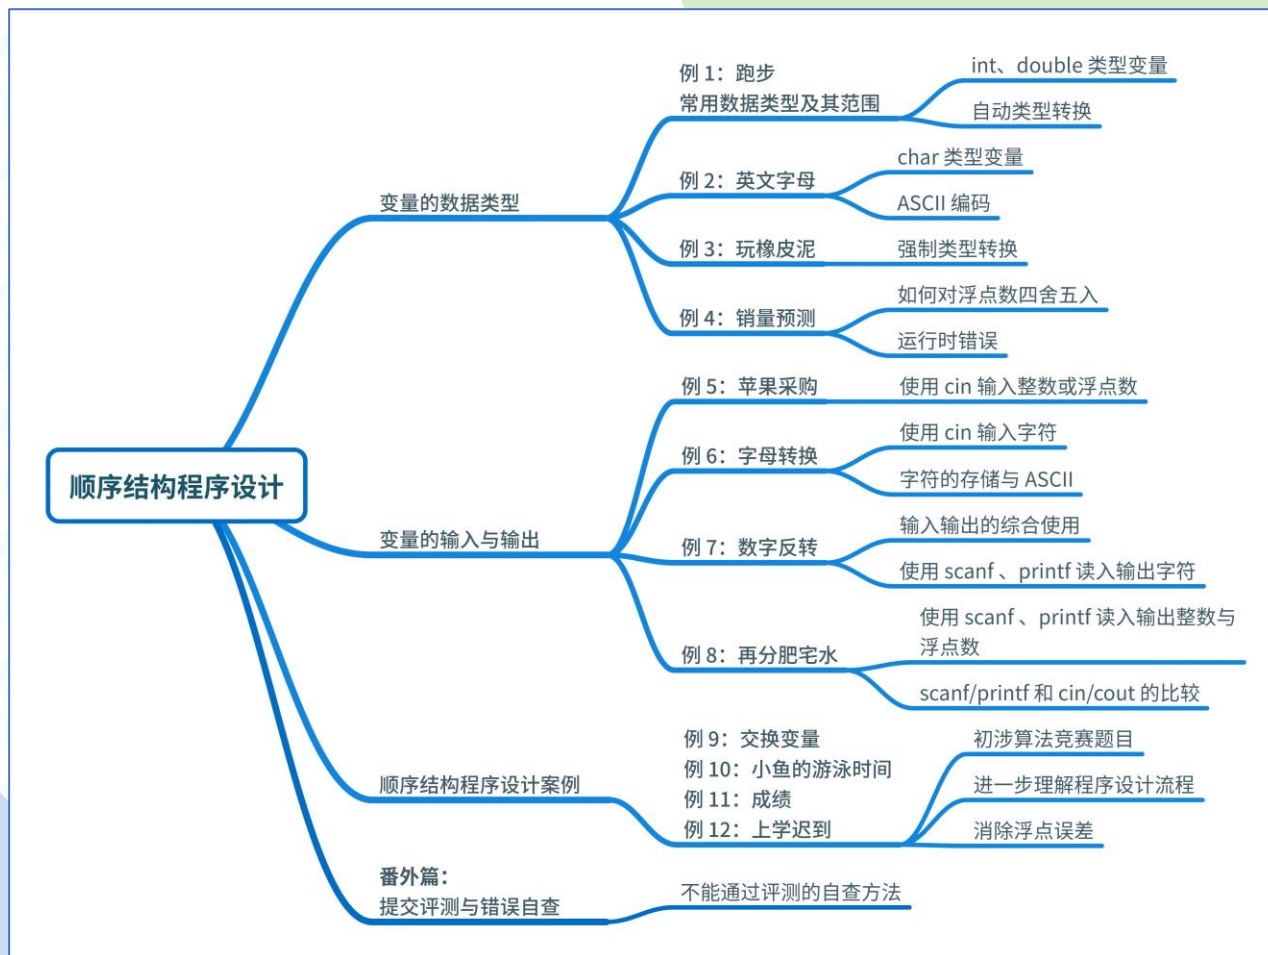 顺序结构程序设计
变量的数据类型
例 1：跑步
常用数据类型及其范围
int、double 类型变量
自动类型转换
例 2：英文字母
char 类型变量
ASCII 编码
例 3：玩橡皮泥
强制类型转换
例 4：销量预测
如何对浮点数四舍五入
运行时错误
变量的输入与输出
例 5：苹果采购
使用 cin 输入整数或浮点数
例 6：字母转换
使用 cin 输入字符
字符的存储与 ASCII
例 7：数字反转
输入输出的综合使用
使用 scanf 、printf 读入输出字符
例 8：再分肥宅水
使用 scanf 、printf 读入输出整数与
浮点数
scanf/printf 和 cin/cout 的比较
顺序结构程序设计案例
例 9：交换变量
例 10：小鱼的游泳时间
例 11：成绩
例 12：上学迟到
初涉算法竞赛题目
进一步理解程序设计流程
消除浮点误差
番外篇：
提交评测与错误自查
不能通过评测的自查方法